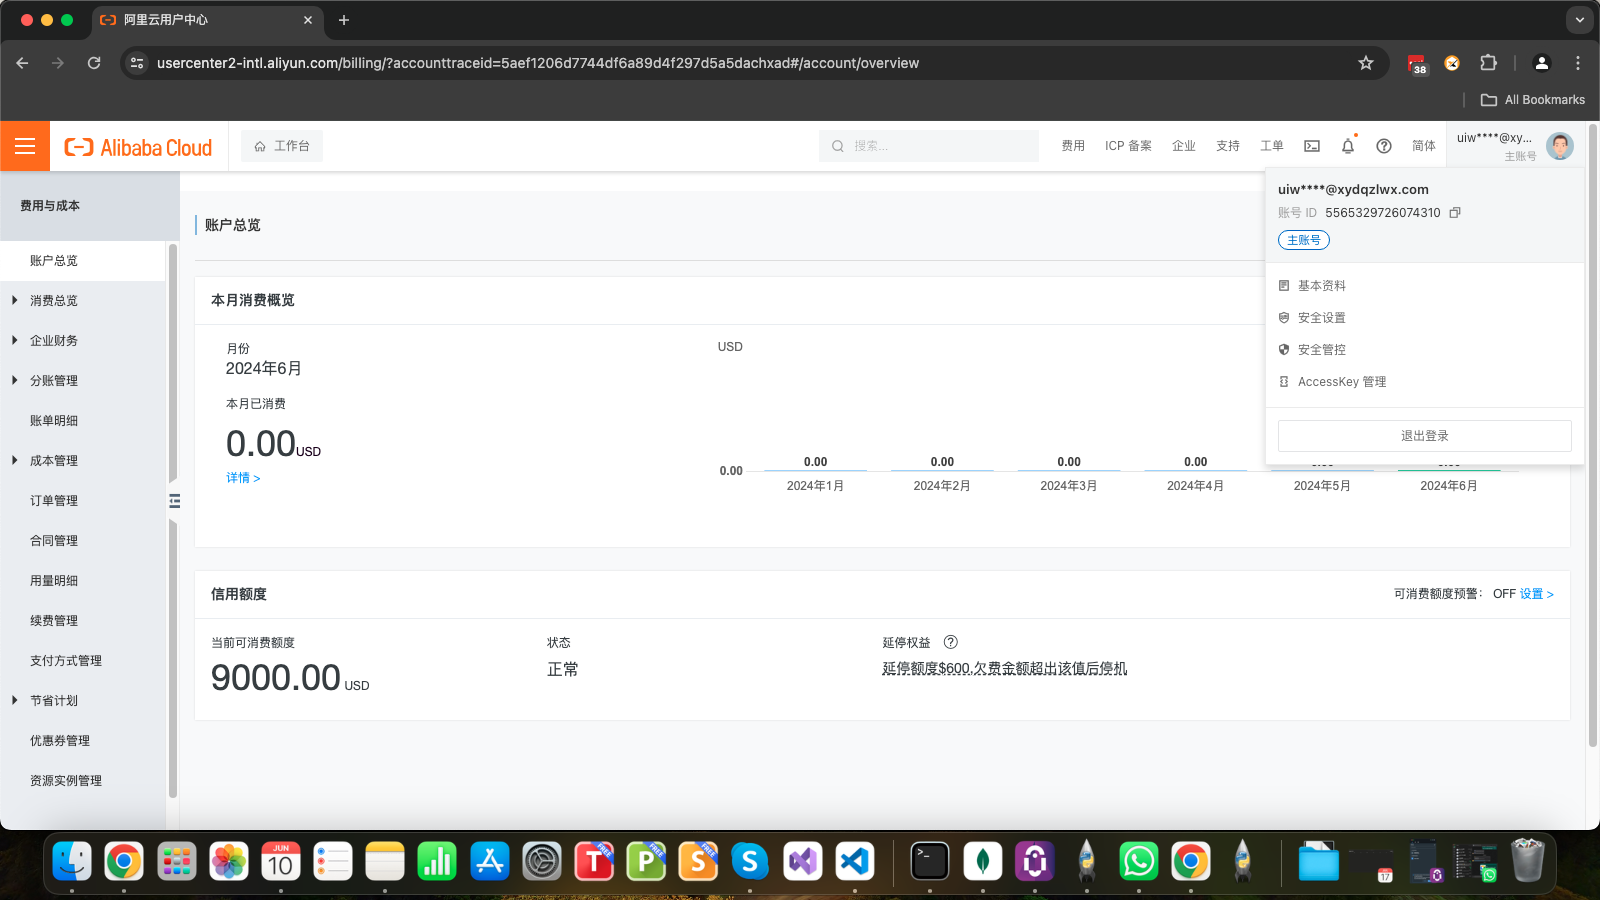 阿里云用户中心
usercenter2-intl.aliyun.com/billing/?accounttraceid=5aef1206d7744df6a89d4f297d5a5dachxad#/account/overview
38
All Bookmarks
Alibaba Cloud
工作台
搜索...
费用
ICP 备案
企业
支持
工单
简体
uiw****@xy...
主账号
uiw****@xydqzlwx.com
账号 ID 5565329726074310
主账号
基本资料
安全设置
安全管控
AccessKey 管理
退出登录
费用与成本
账户总览
消费总览
企业财务
分账管理
账单明细
成本管理
订单管理
合同管理
用量明细
续费管理
支付方式管理
节省计划
优惠券管理
资源实例管理
账户总览
本月消费概览
月份
2024年6月
本月已消费
0.00USD
详情 >
USD
0.00
0.00 0.00 0.00 0.00
2024年1月 2024年2月 2024年3月 2024年4月 2024年5月 2024年6月
信用额度
可消费额度预警： OFF 设置 >
当前可消费额度
9000.00 USD
状态
正常
延停权益
延停额度$600,欠费金额超出该值后停机
JUN
10
T
FREE
P
FREE
S
FREE
17